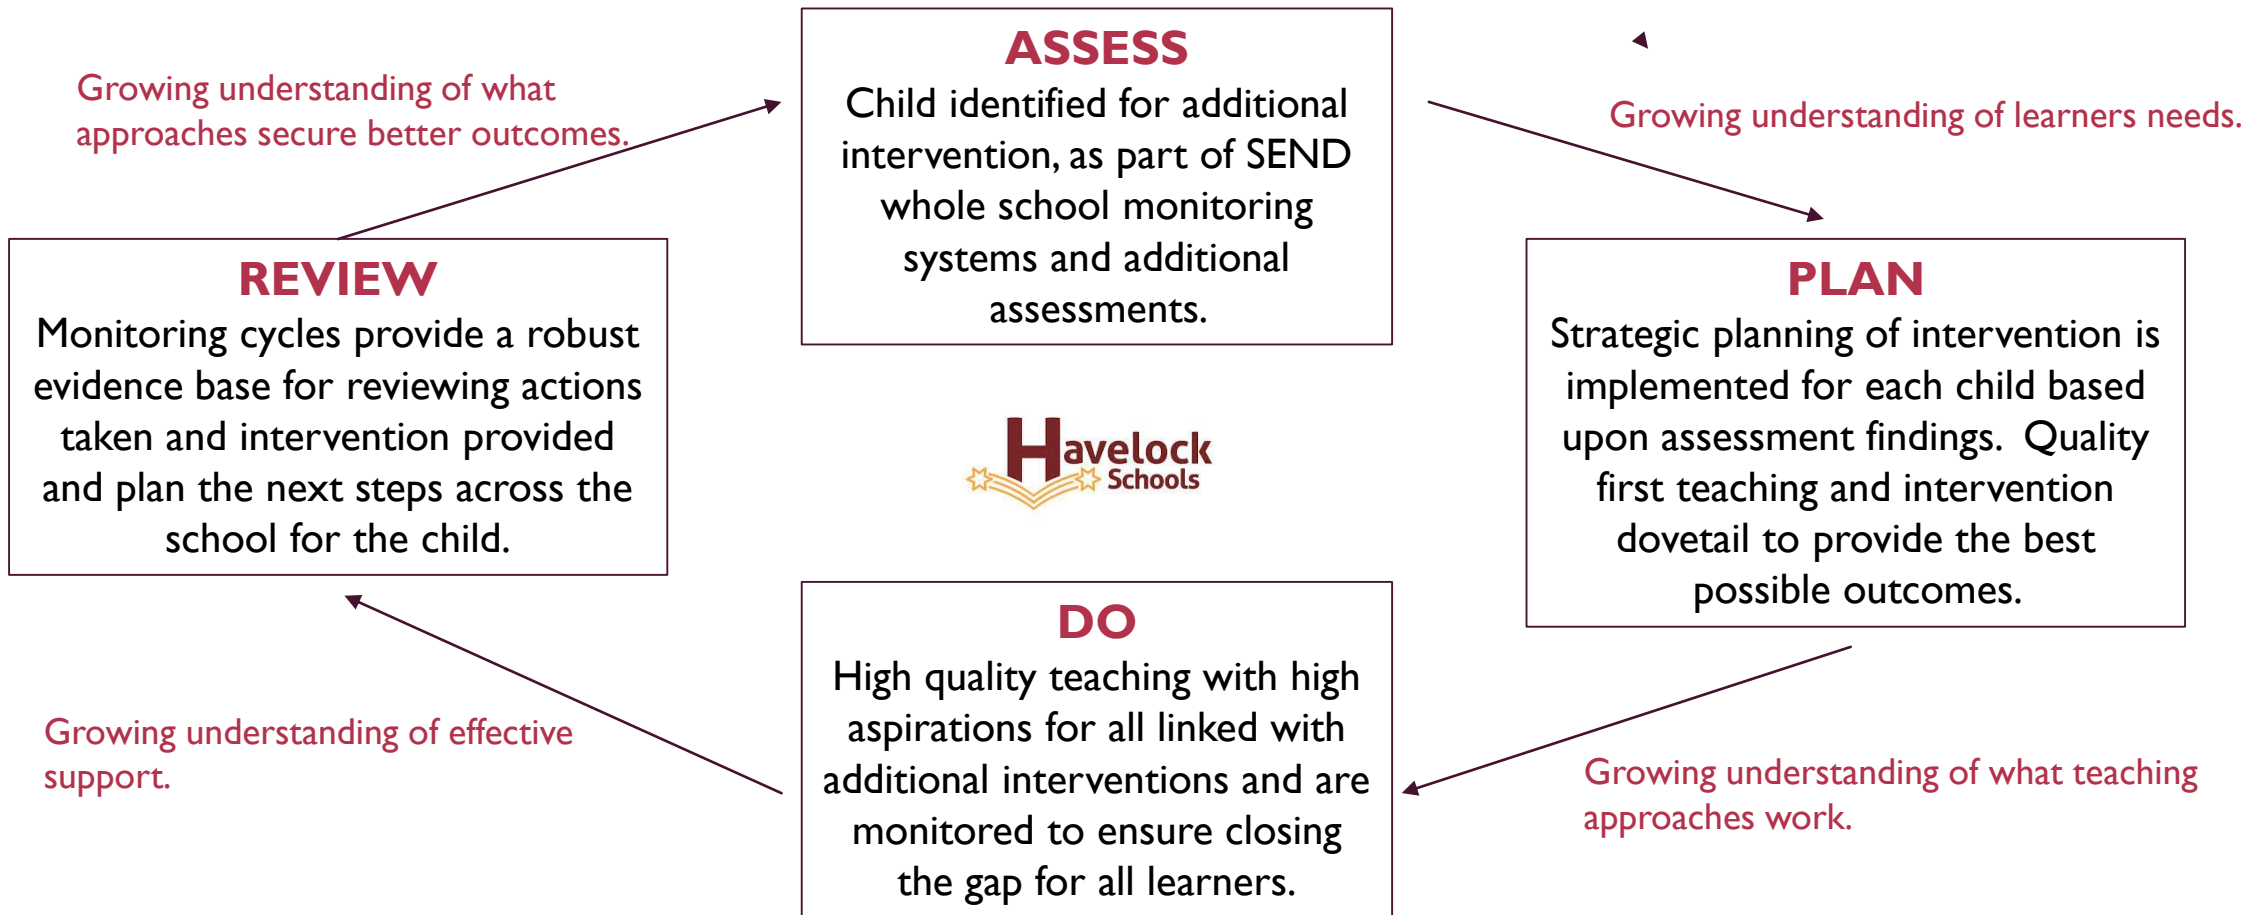 ASSESS
Child identified for additional
intervention, as part of SEND
whole school monitoring
systems and additional
assessments.
Growing understanding of learners needs.
PLAN
Strategic planning of intervention is
implemented for each child based
upon assessment findings.  Quality
first teaching and intervention
dovetail to provide the best
possible outcomes.
Growing understanding of what teaching
approaches work.
DO
High quality teaching with high
aspirations for all linked with
additional interventions and are
monitored to ensure closing
the gap for all learners.
Growing understanding of effective
support.
REVIEW
Monitoring cycles provide a robust
evidence base for reviewing actions
taken and intervention provided
and plan the next steps across the
school for the child.
Growing understanding of what
approaches secure better outcomes.
Havelock
Schools